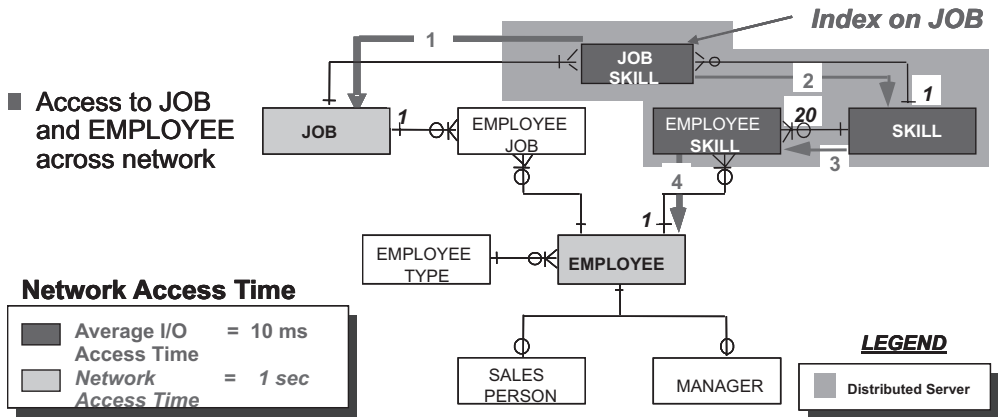 Index on JOB
1
JOB
SKILL
2
1
Access to JOB
and EMPLOYEE
across network
JOB
1
EMPLOYEE
JOB
EMPLOYEE
SKILL
20
SKILL
3
4
1
EMPLOYEE
TYPE
EMPLOYEE
Network Access Time
Average I/O = 10 ms
Access Time
Network = 1 sec
Access Time
SALES
PERSON
MANAGER
LEGEND
Distributed Server